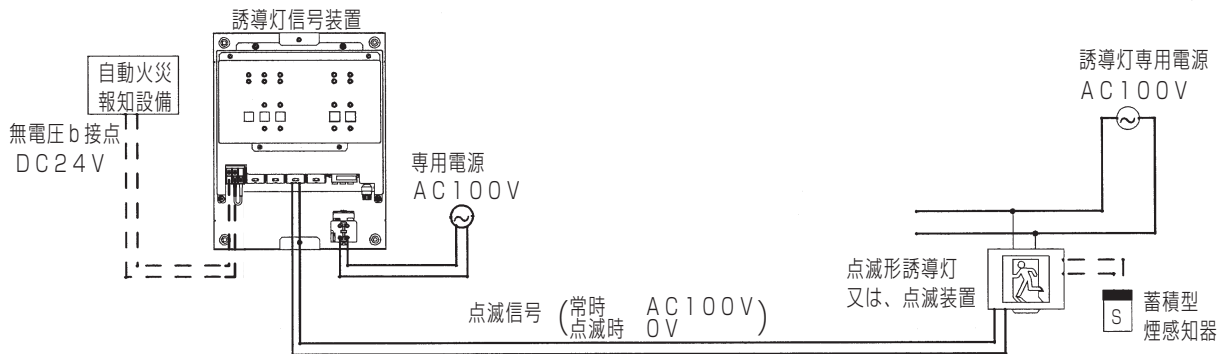 誘導灯信号装置
自動火災
報知設備
無電圧b接点
DC24V
専用電源
AC100V
誘導灯専用電源
AC100V
点滅形誘導灯
又は、点滅装置
S
蓄積型
煙感知器
点滅信号 (常時 AC100V
点滅時 0V)